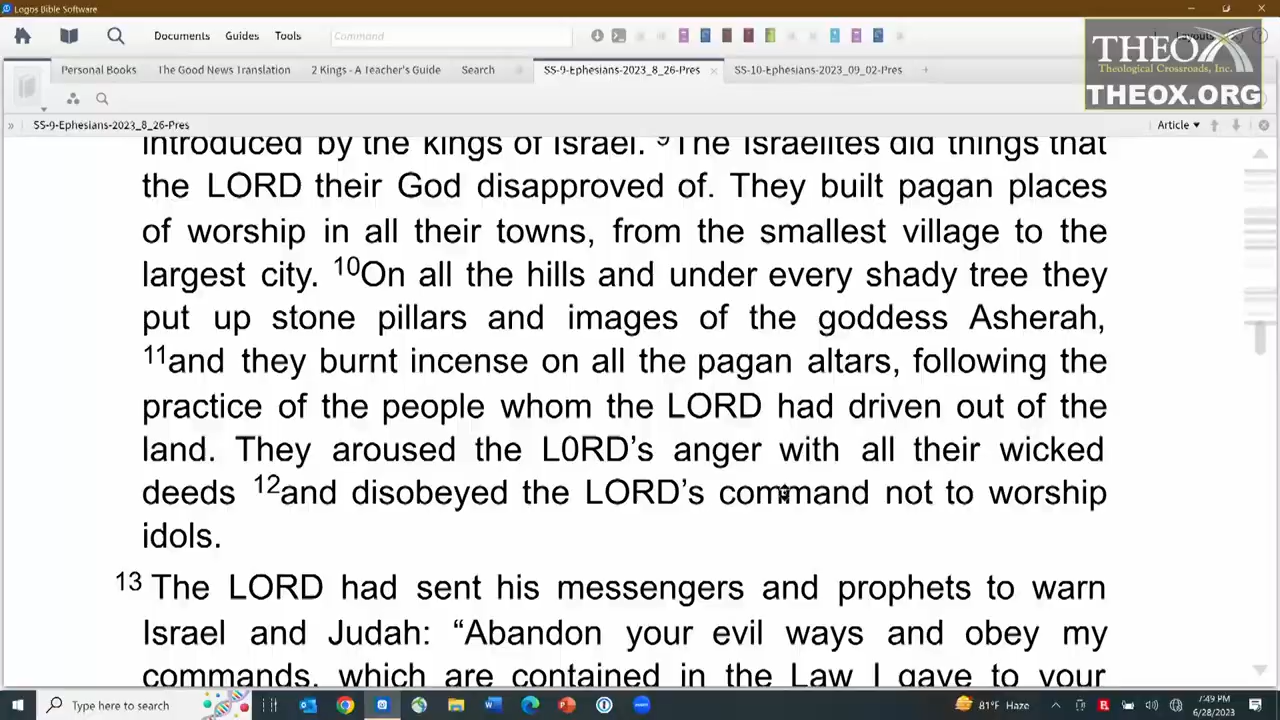 Logos Bible Software
Documents Guides Tools Command
THEOX
Theological Crossroads, Inc.
THEOX.ORG
Personal Books The Good News Translation 2 Kings - A Teacher's Guide Search SS-9-Ephesians-2023_8_26-Pres SS-10-Ephesians-2023_09_02-Pres
SS-9-Ephesians-2023_8_26-Pres Article
introduced by the kings of Israel. 9The Israelites did things that
the LORD their God disapproved of. They built pagan places
of worship in all their towns, from the smallest village to the
largest city. 10On all the hills and under every shady tree they
put up stone pillars and images of the goddess Asherah,
11and they burnt incense on all the pagan altars, following the
practice of the people whom the LORD had driven out of the
land. They aroused the L0RD’s anger with all their wicked
deeds 12and disobeyed the LORD’s command not to worship
idols.
13 The LORD had sent his messengers and prophets to warn
Israel and Judah: “Abandon your evil ways and obey my
commands, which are contained in the Law I gave to your
Type here to search 81°F Haze 7:49 PM
6/28/2023